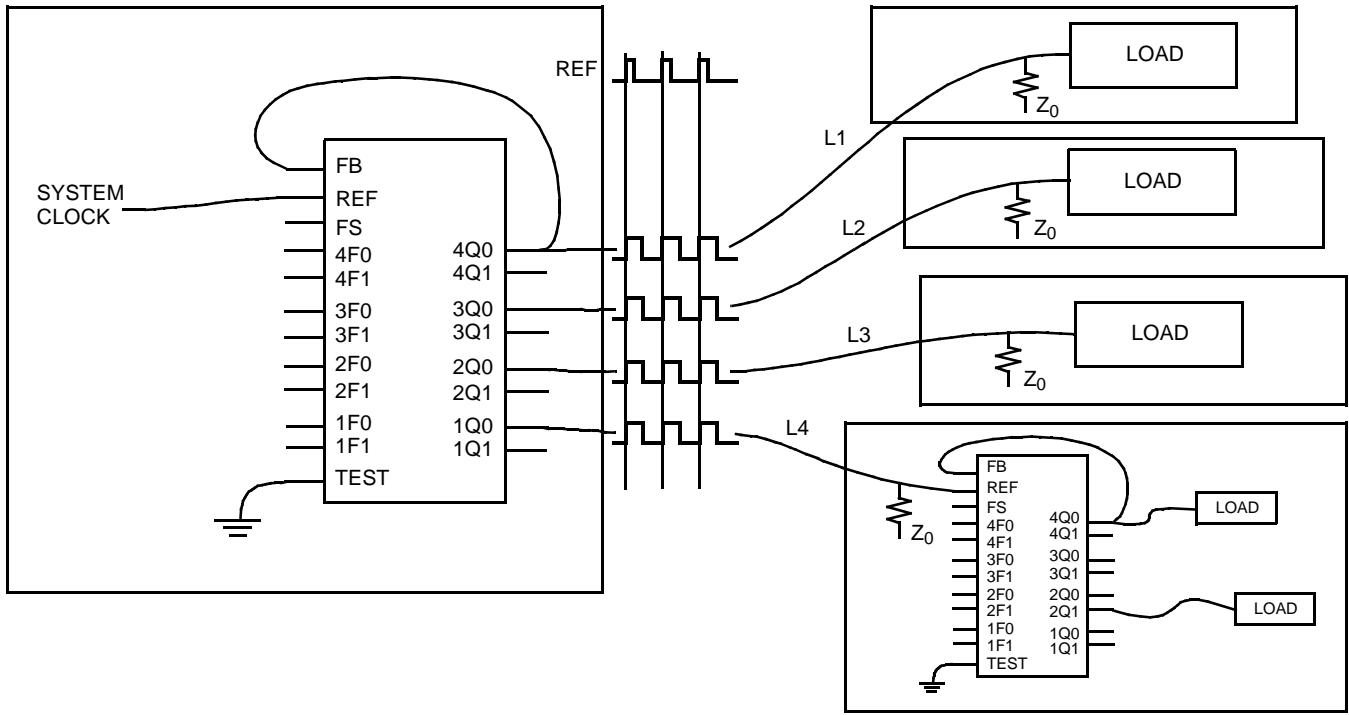 REF
FB
SYSTEM
CLOCK
REF
FS
4F0
4F1
3F0
3F1
2F0
2F1
1F0
1F1
TEST
4Q0
4Q1
3Q0
3Q1
2Q0
2Q1
1Q0
1Q1
L1
LOAD
Z0
L2
LOAD
Z0
L3
LOAD
Z0
L4
Z0
FB
REF
FS
4F0
4F1
3F0
3F1
2F0
2F1
1F0
1F1
TEST
4Q0
4Q1
3Q0
3Q1
2Q0
2Q1
1Q0
1Q1
LOAD
LOAD